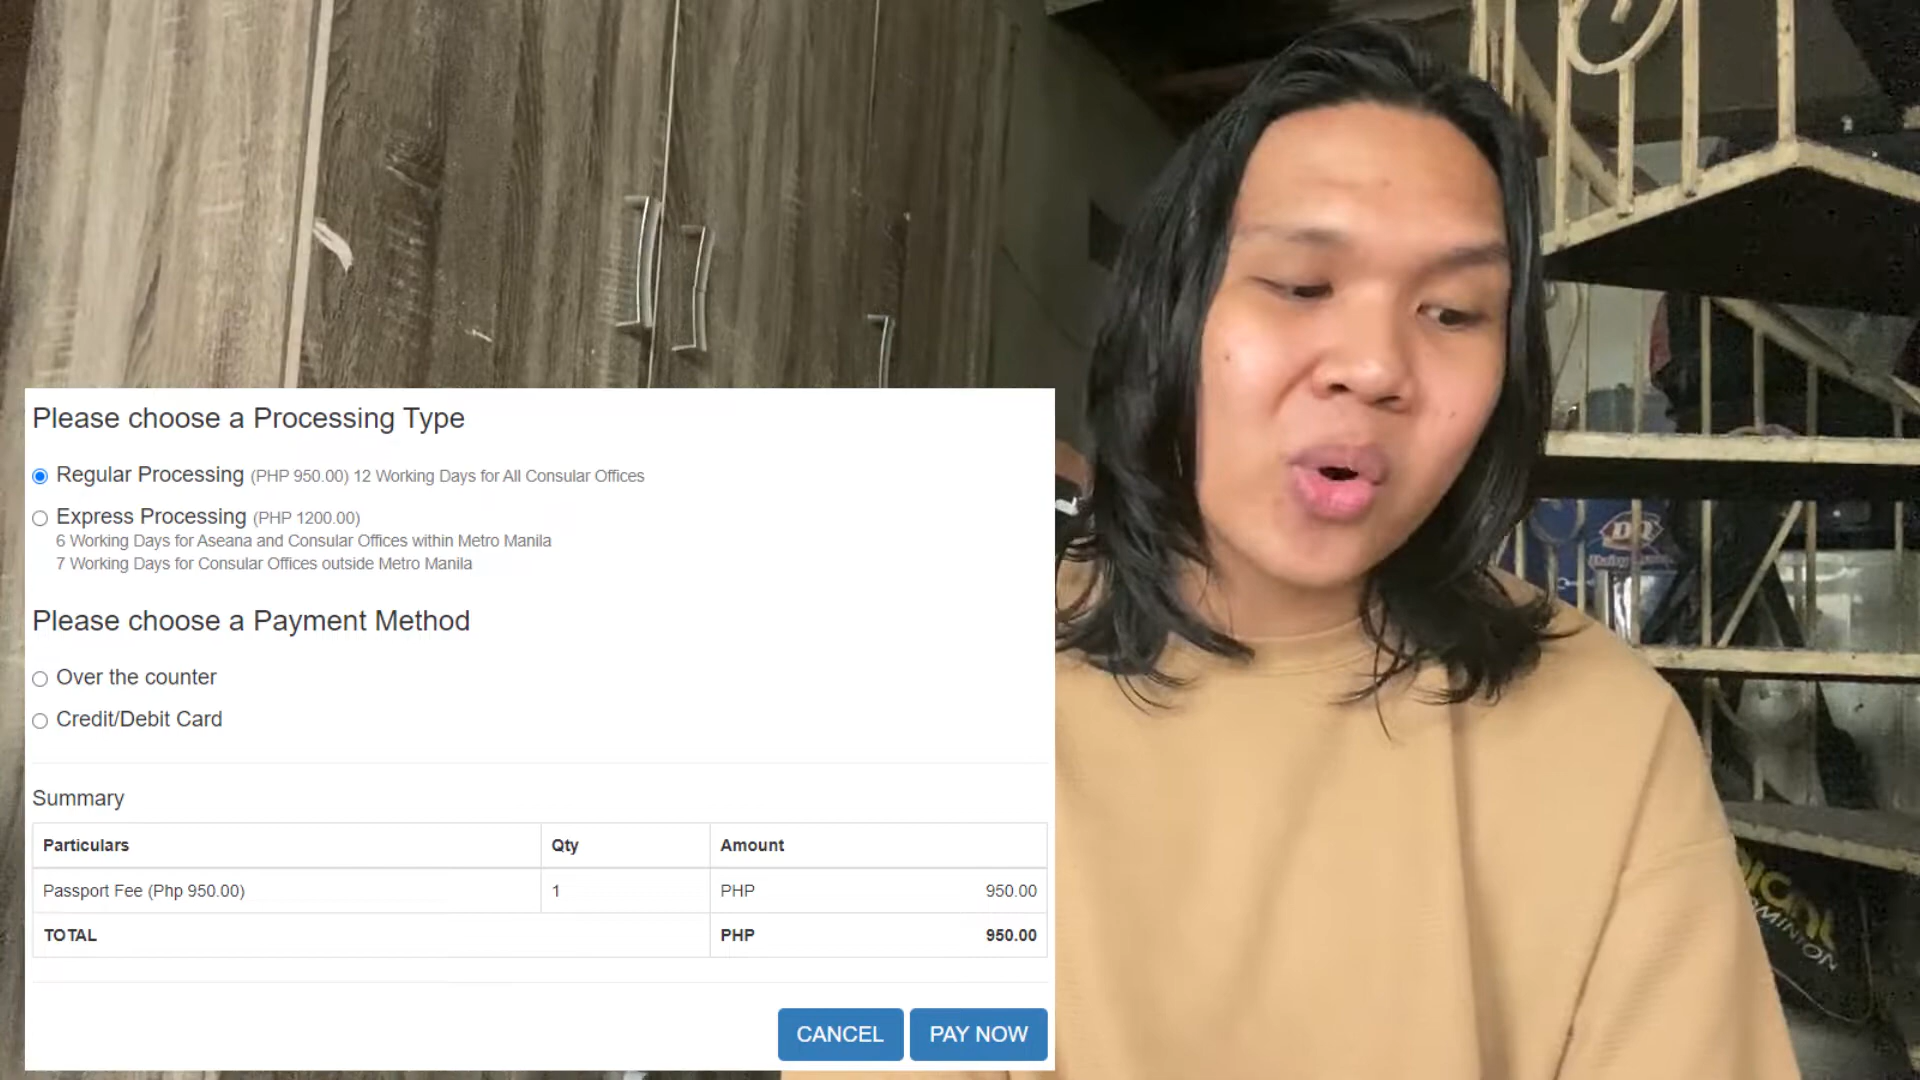 Please choose a Processing Type
Regular Processing (PHP 950.00) 12 Working Days for All Consular Offices
Express Processing (PHP 1200.00)
6 Working Days for Aseana and Consular Offices within Metro Manila
7 Working Days for Consular Offices outside Metro Manila
Please choose a Payment Method
Over the counter
Credit/Debit Card
Summary
Particulars Qty Amount
Passport Fee (Php 950.00) 1 PHP 950.00
TOTAL PHP 950.00
CANCEL PAY NOW
DQ